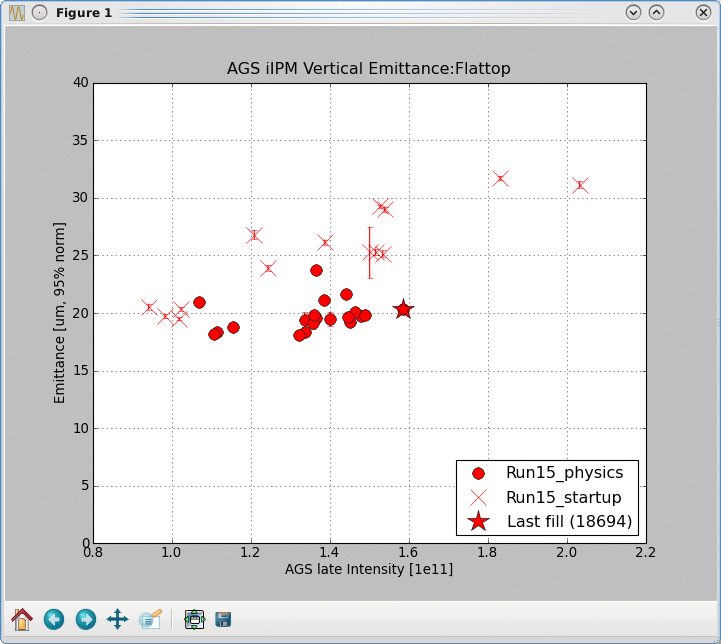 Figure 1
AGS iIPM Vertical Emittance:Flattop
40
35
30
25
20
15
10
5
0
Emittance [um, 95% norm]
0.8 1.0 1.2 1.4 1.6 1.8 2.0 2.2
AGS late Intensity [1e11]
Run15_physics
Run15_startup
Last fill (18694)